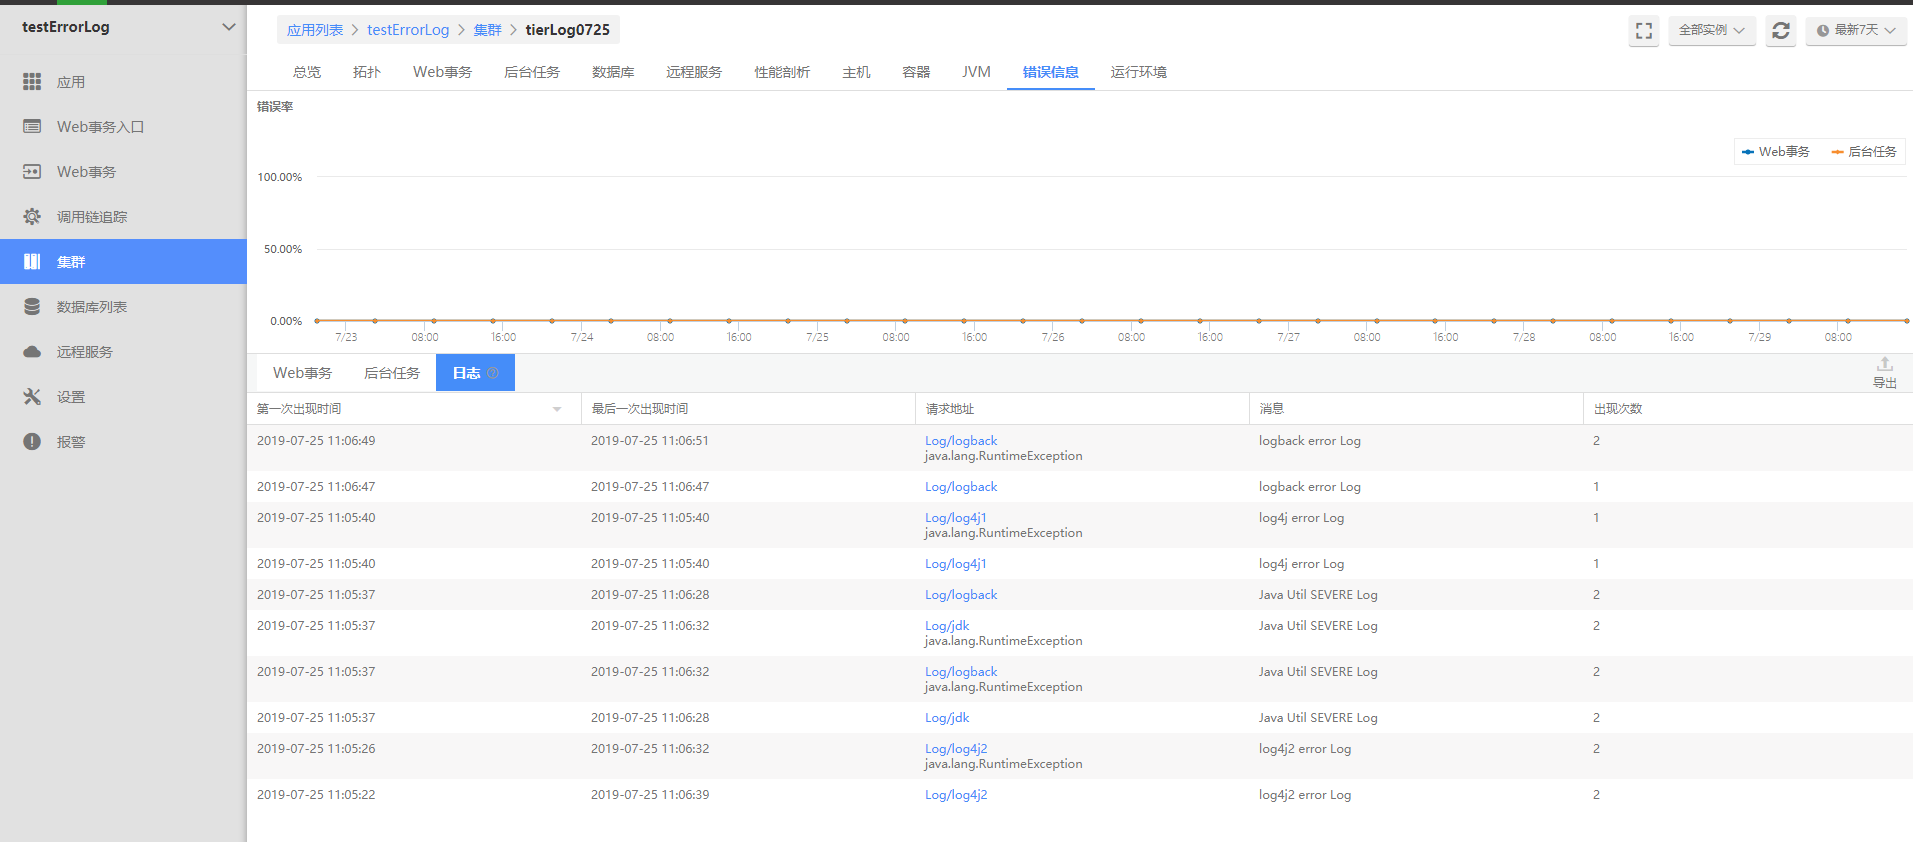 testErrorLog
应用
Web事务入口
Web事务
调用链追踪
集群
数据库列表
远程服务
设置
报警
应用列表 testErrorLog 集群 tierLog0725
全部实例 最新7天
总览 拓扑 Web事务 后台任务 数据库 远程服务 性能剖析 主机 容器 JVM 错误信息 运行环境
错误率
Web事务 后台任务
100.00%
50.00%
0.00%
7/23 08:00 16:00 7/24 08:00 16:00 7/25 08:00 16:00 7/26 08:00 16:00 7/27 08:00 16:00 7/28 08:00 16:00 7/29 08:00
Web事务 后台任务 日志
导出
第一次出现时间 最后一次出现时间 请求地址 消息 出现次数
2019-07-25 11:06:49 2019-07-25 11:06:51 Log/logback logback error Log 2
java.lang.RuntimeException
2019-07-25 11:06:47 2019-07-25 11:06:47 Log/logback logback error Log 1
2019-07-25 11:05:40 2019-07-25 11:05:40 Log/log4j1 log4j error Log 1
java.lang.RuntimeException
2019-07-25 11:05:40 2019-07-25 11:05:40 Log/log4j1 log4j error Log 1
2019-07-25 11:05:37 2019-07-25 11:06:28 Log/logback Java Util SEVERE Log 2
2019-07-25 11:05:37 2019-07-25 11:06:32 Log/jdk Java Util SEVERE Log 2
java.lang.RuntimeException
2019-07-25 11:05:37 2019-07-25 11:06:32 Log/logback Java Util SEVERE Log 2
java.lang.RuntimeException
2019-07-25 11:05:37 2019-07-25 11:06:28 Log/jdk Java Util SEVERE Log 2
2019-07-25 11:05:26 2019-07-25 11:06:32 Log/log4j2 log4j2 error Log 2
java.lang.RuntimeException
2019-07-25 11:05:22 2019-07-25 11:06:39 Log/log4j2 log4j2 error Log 2